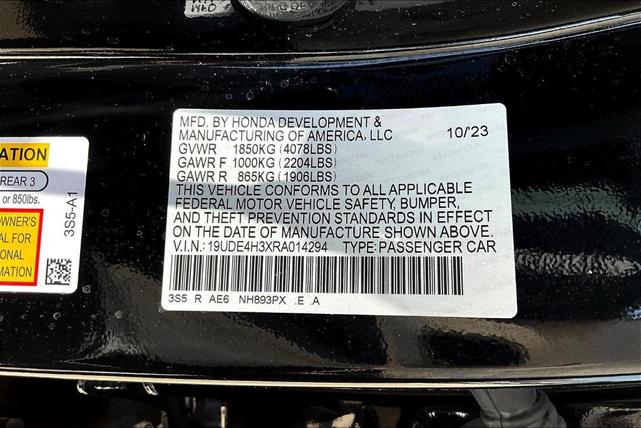 MFD. BY HONDA DEVELOPMENT &
MANUFACTURING OF AMERICA, LLC 10/23
GVWR 1850KG(4078LBS)
GAWR F 1000KG(2204LBS)
GAWR R 865KG(1906LBS)
THIS VEHICLE CONFORMS TO ALL APPLICABLE
FEDERAL MOTOR VEHICLE SAFETY, BUMPER,
AND THEFT PREVENTION STANDARDS IN EFFECT
ON THE DATE OF MANUFACTURE SHOWN ABOVE.
V.I.N.: 19UDE4H3XRA014294 TYPE: PASSENGER CAR
3S5 R AE6 NH893PX .E .A
REAR 3
or 850lbs.
OWNER'S
FOR
3S5-A1